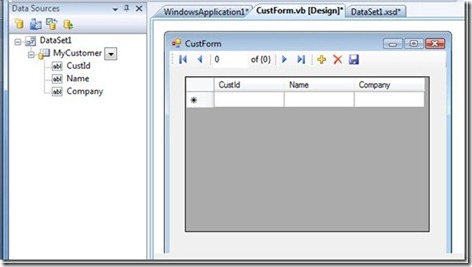 Data Sources
DataSet1
MyCustomer
CustId
Name
Company
WindowsApplication1*
CustForm.vb [Design]*
DataSet1.xsd*
CustForm
0 of {0}
CustId Name Company